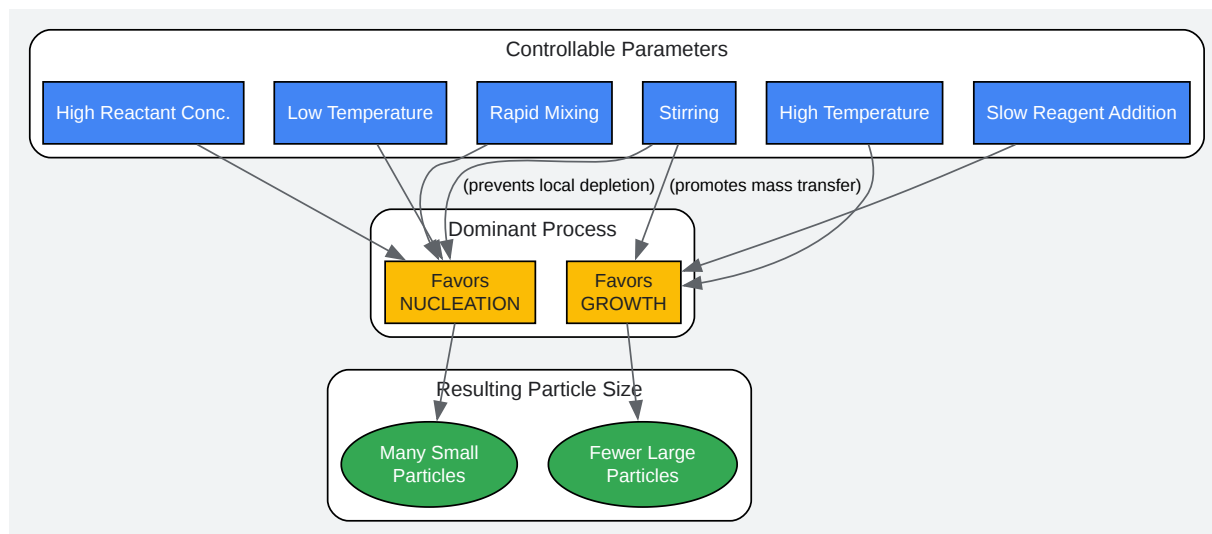 Controllable Parameters
High Reactant Conc.
Low Temperature
Rapid Mixing
Stirring
High Temperature
Slow Reagent Addition
(prevents local depletion)
(promotes mass transfer)
Dominant Process
Favors
NUCLEATION
Favors
GROWTH
Resulting Particle Size
Many Small
Particles
Fewer Large
Particles